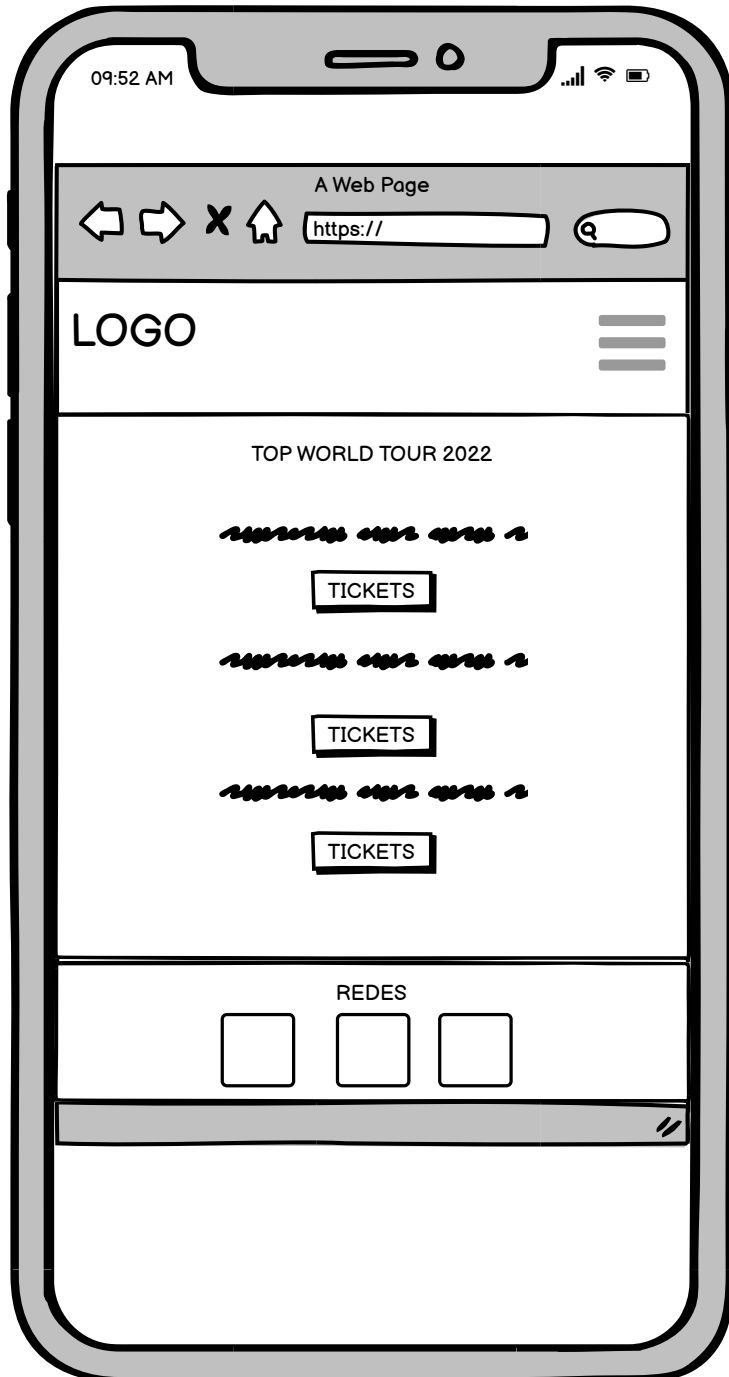 09:52 AM
A Web Page
https://
LOGO
TOP WORLD TOUR 2022
TICKETS
TICKETS
TICKETS
REDES